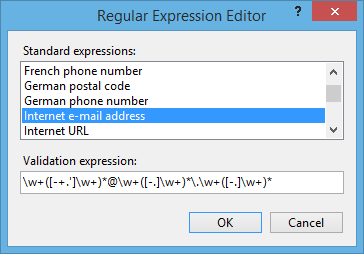 Regular Expression Editor
?
Standard expressions:
French phone number
German postal code
German phone number
Internet e-mail address
Internet URL
Validation expression:
\w+([-+.']\w+)*@\w+([-.]\w+)*\.\w+([-.]\w+)*
OK
Cancel